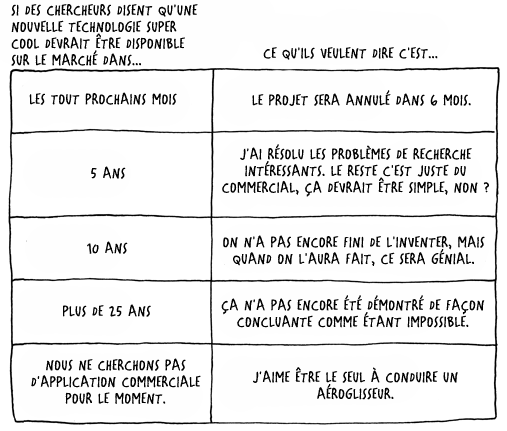 SI DES CHERCHEURS DISENT QU'UNE
NOUVELLE TECHNOLOGIE SUPER
COOL DEVRAIT ÊTRE DISPONIBLE
SUR LE MARCHÉ DANS...
CE QU'ILS VEULENT DIRE C'EST...
LES TOUT PROCHAINS MOIS
LE PROJET SERA ANNULÉ DANS 6 MOIS.
5 ANS
J'AI RÉSOLU LES PROBLÈMES DE RECHERCHE
INTÉRESSANTS. LE RESTE C'EST JUSTE DU
COMMERCIAL, ÇA DEVRAIT ÊTRE SIMPLE, NON ?
10 ANS
ON N'A PAS ENCORE FINI DE L'INVENTER, MAIS
QUAND ON L'AURA FAIT, CE SERA GÉNIAL.
PLUS DE 25 ANS
ÇA N'A PAS ENCORE ÉTÉ DÉMONTRÉ DE FAÇON
CONCLUANTE COMME ÉTANT IMPOSSIBLE.
NOUS NE CHERCHONS PAS
D'APPLICATION COMMERCIALE
POUR LE MOMENT.
J'AIME ÊTRE LE SEUL À CONDUIRE UN
AÉROGLISSEUR.